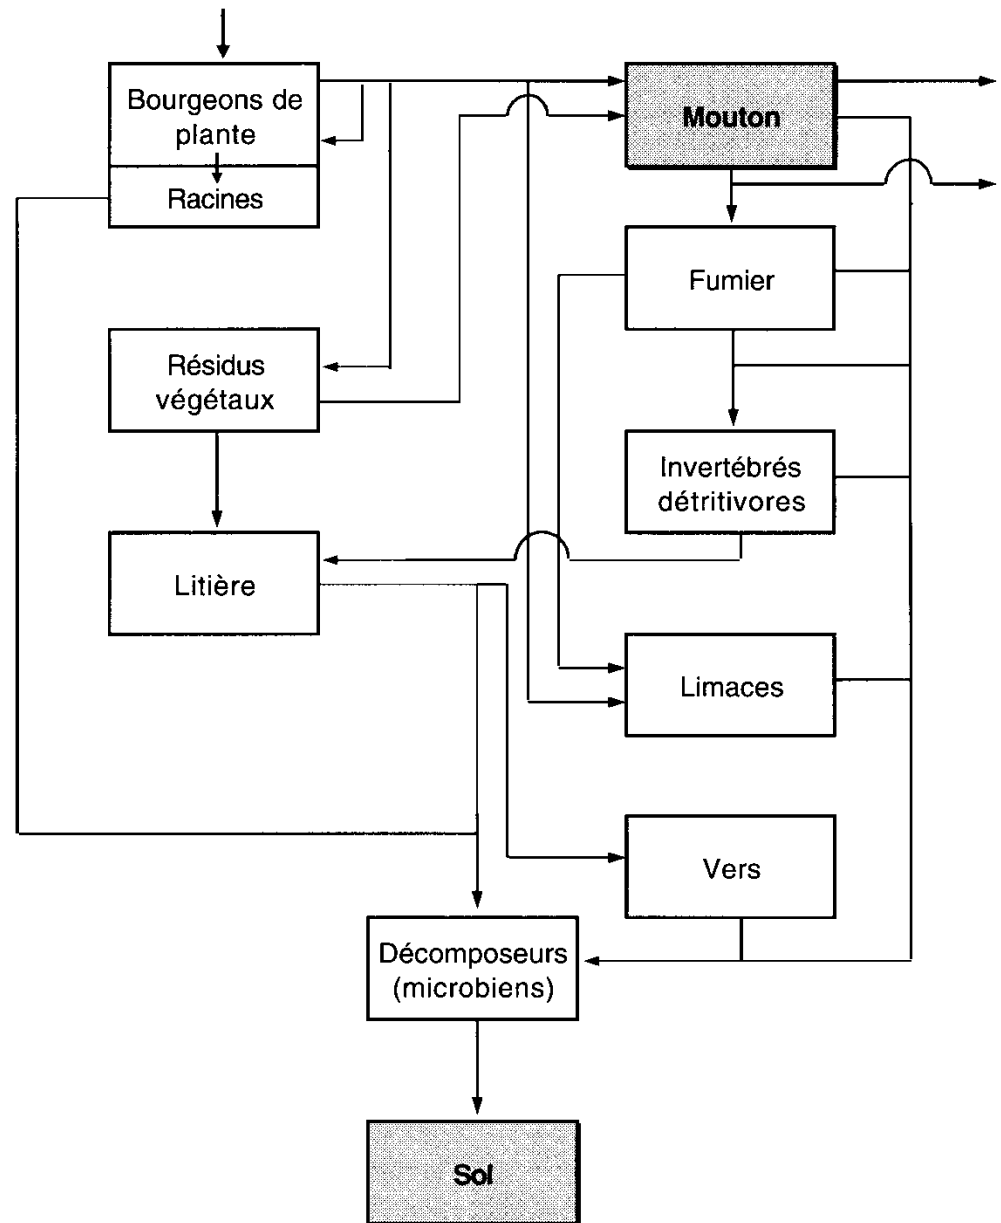 Bourgeons de
plante
Racines
Mouton
Fumier
Résidus
végétaux
Invertébrés
détritivores
Litière
Limaces
Vers
Décomposeurs
(microbiens)
Sol